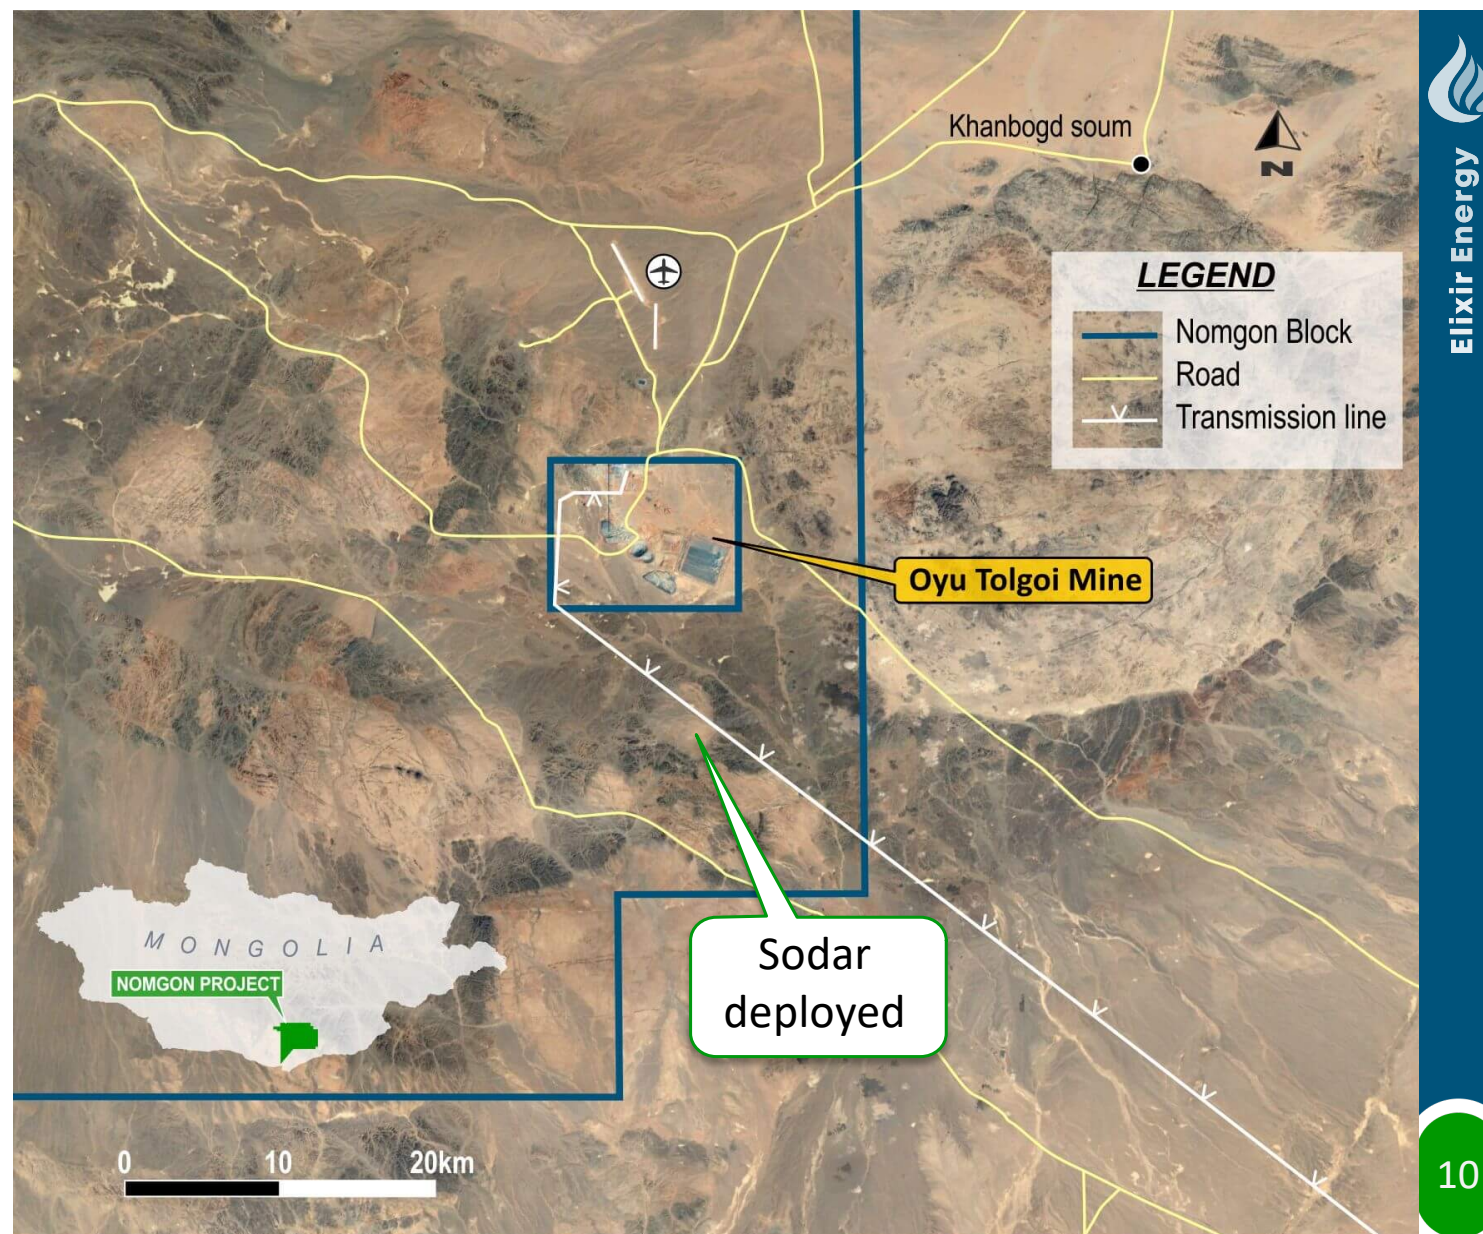 Khanbogd soum
N
LEGEND
Nomgon Block
Road
Transmission line
Oyu Tolgoi Mine
Sodar
deployed
MONGOLIA
NOMGON PROJECT
0 10 20km
Elixir Energy
10